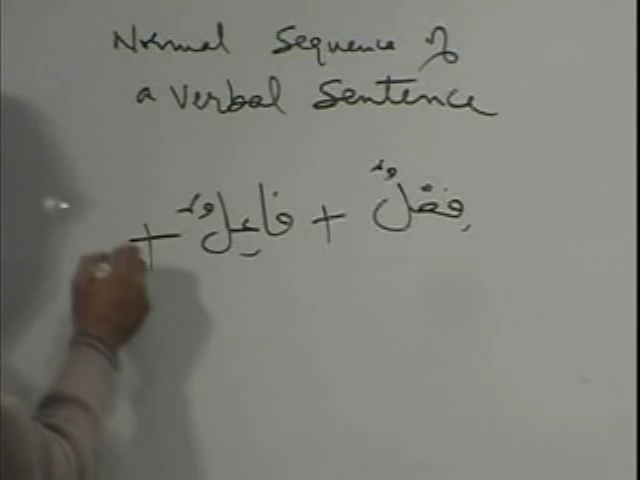 Normal Sequence of
a Verbal Sentence
فِعْلٌ + فَاعِلٌ +